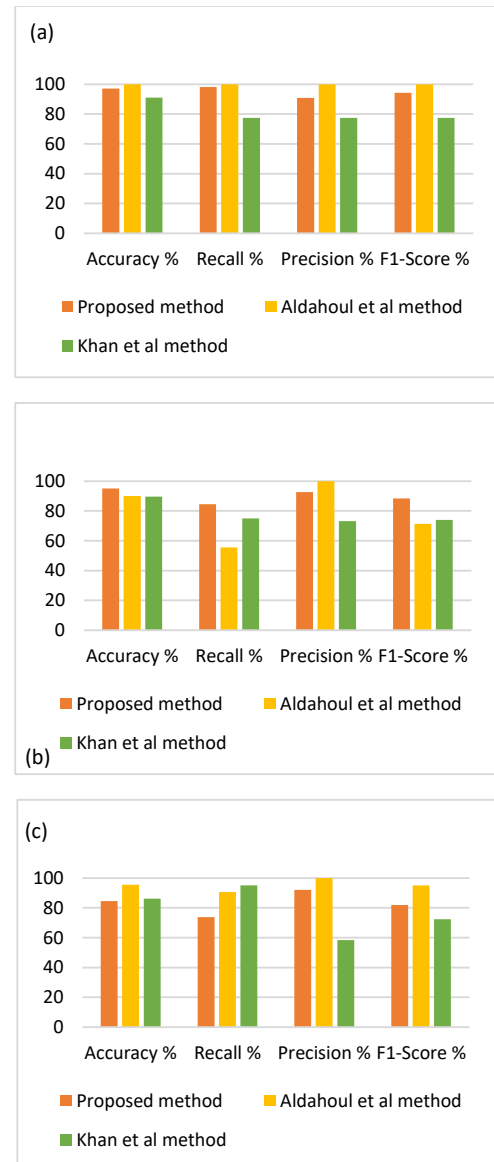 (a)
100
80
60
40
20
0
Accuracy % Recall % Precision % F1-Score %
Proposed method Aldahoul et al method
Khan et al method
100
80
60
40
20
0
Accuracy % Recall % Precision % F1-Score %
Proposed method Aldahoul et al method
Khan et al method
(b)
(c)
100
80
60
40
20
0
Accuracy % Recall % Precision % F1-Score %
Proposed method Aldahoul et al method
Khan et al method